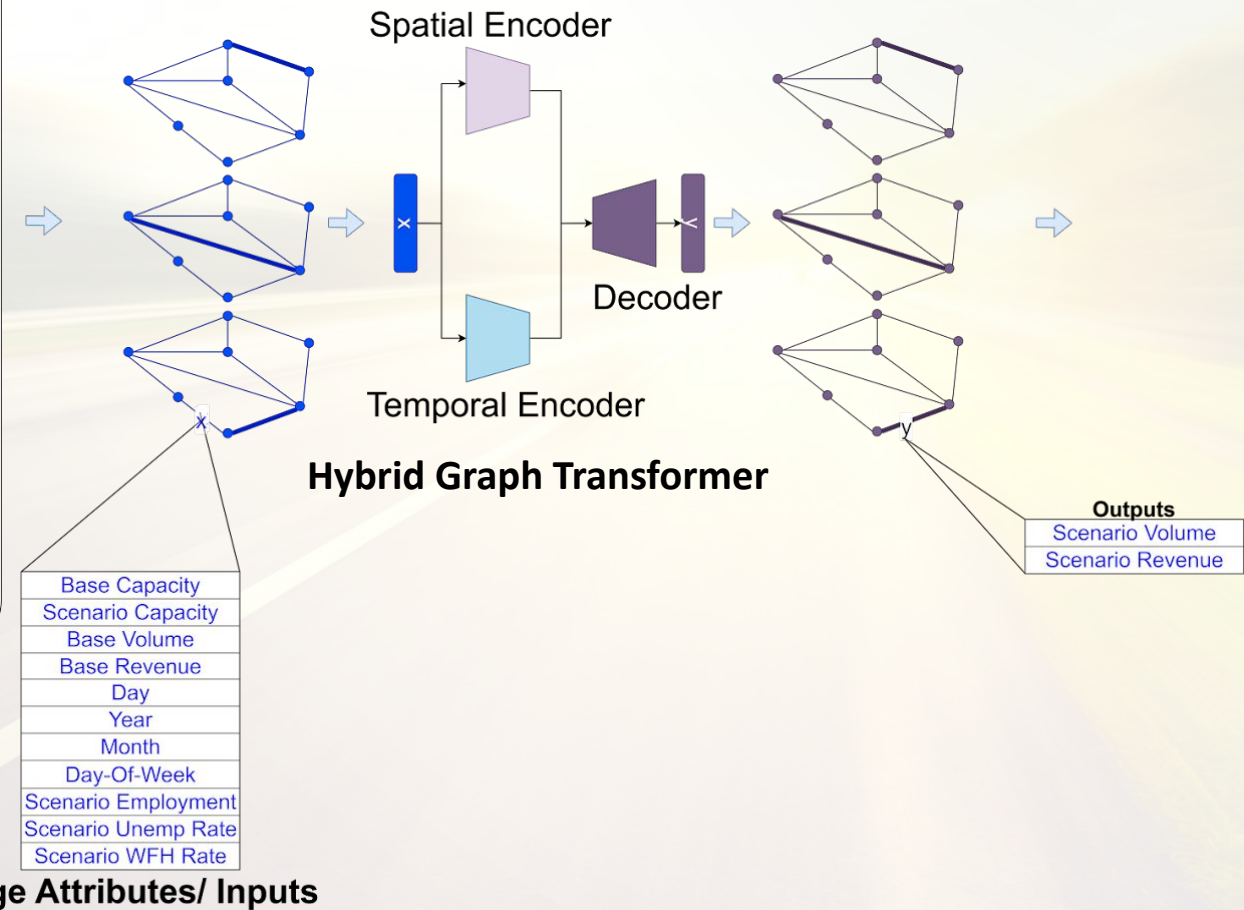 Spatial Encoder
x
y
Decoder
Temporal Encoder
x
y
Hybrid Graph Transformer
Outputs
Scenario Volume
Scenario Revenue
Base Capacity
Scenario Capacity
Base Volume
Base Revenue
Day
Year
Month
Day-Of-Week
Scenario Employment
Scenario Unemp Rate
Scenario WFH Rate
ge Attributes/ Inputs